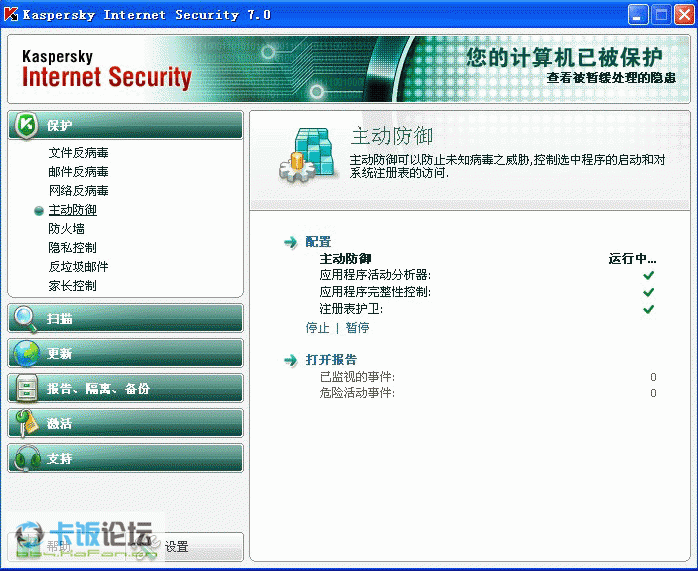 Kaspersky Internet Security 7.0
Kaspersky
Internet Security
您的计算机已被保护
查看被暂缓处理的隐患
保护
文件反病毒
邮件反病毒
网络反病毒
主动防御
防火墙
隐私控制
反垃圾邮件
家长控制
扫描
更新
报告、隔离、备份
激活
支持
主动防御
主动防御可以防止未知病毒之威胁,控制选中程序的启动和对
系统注册表的访问.
配置
主动防御 运行中...
应用程序活动分析器:
应用程序完整性控制:
注册表护卫:
停止 | 暂停
打开报告
已监视的事件: 0
危险活动事件: 0
卡饭论坛
bbs.KaFan.cn
帮助
设置